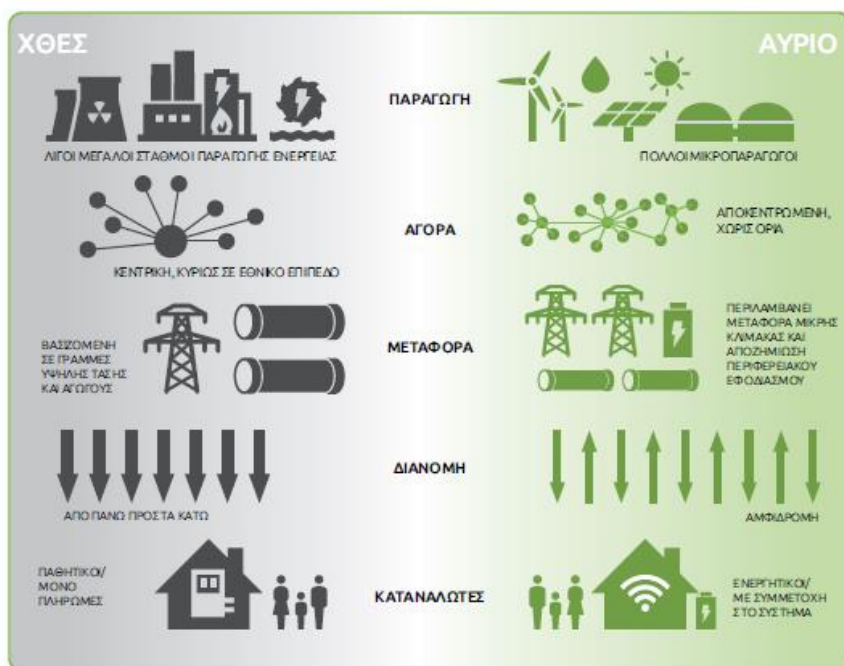 ΧΘΕΣ
ΑΥΡΙΟ
ΠΑΡΑΓΩΓΗ
ΛΙΓΟΙ ΜΕΓΑΛΟΙ ΣΤΑΘΜΟΙ ΠΑΡΑΓΩΓΗΣ ΕΝΕΡΓΕΙΑΣ
ΠΟΛΛΟΙ ΜΙΚΡΟΠΑΡΑΓΩΓΟΙ
ΑΓΟΡΑ
ΑΠΟΚΕΝΤΡΩΜΕΝΗ,
ΧΩΡΙΣ ΟΡΙΑ
ΚΕΝΤΡΙΚΗ, ΚΥΡΙΩΣ ΣΕ ΕΘΝΙΚΟ ΕΠΙΠΕΔΟ
ΒΑΣΙΖΟΜΕΝΗ
ΣΕ ΓΡΑΜΜΕΣ
ΥΨΗΛΗΣ ΤΑΣΗΣ
ΚΑΙ ΑΓΩΓΟΥΣ
ΜΕΤΑΦΟΡΑ
ΠΕΡΙΛΑΜΒΑΝΕΙ
ΜΕΤΑΦΟΡΑ ΜΙΚΡΗΣ
ΚΛΙΜΑΚΑΣ ΚΑΙ
ΑΠΟΖΗΜΙΩΣΗ
ΠΕΡΙΦΕΡΕΙΑΚΟΥ
ΕΦΟΔΙΑΣΜΟΥ
ΔΙΑΝΟΜΗ
ΑΠΟ ΠΑΝΩ ΠΡΟΣ ΤΑ ΚΑΤΩ
ΑΜΦΙΔΡΟΜΗ
ΠΑΘΗΤΙΚΟΙ/
ΜΟΝΟ
ΠΛΗΡΩΜΕΣ
ΚΑΤΑΝΑΛΩΤΕΣ
ΕΝΕΡΓΗΤΙΚΟΙ/
ΜΕ ΣΥΜΜΕΤΟΧΗ
ΣΤΟ ΣΥΣΤΗΜΑ